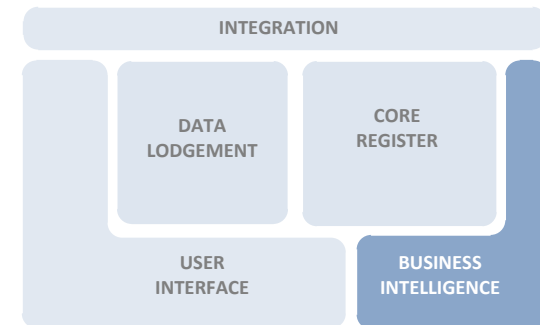 INTEGRATION
DATA
LODGEMENT
CORE
REGISTER
USER
INTERFACE
BUSINESS
INTELLIGENCE